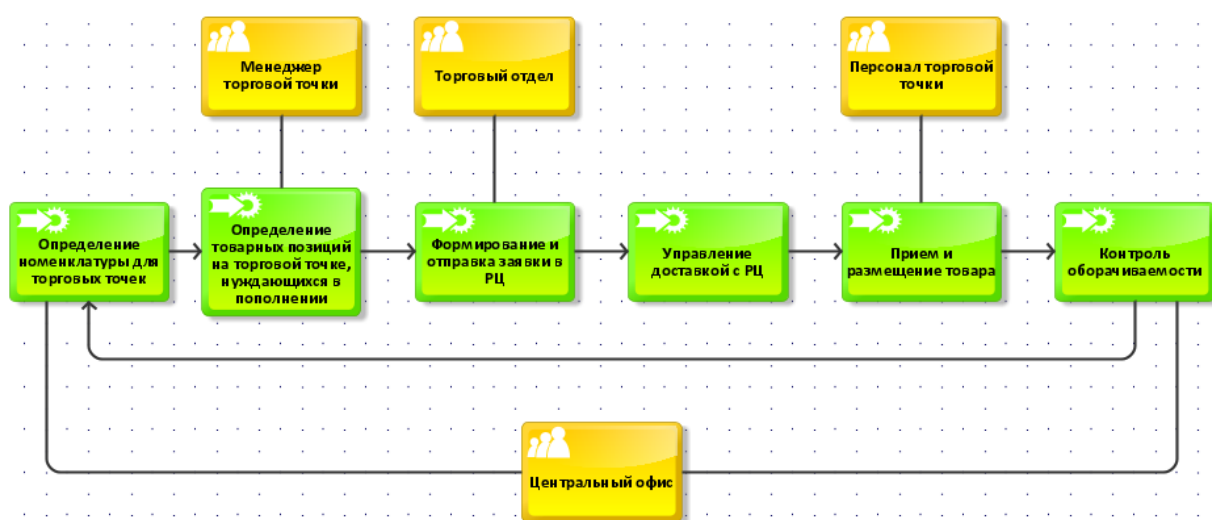 Менеджер
торговой точки
Торговый отдел
Персонал торговой
точки
Определение
номенклатуры для
торговых точек
Определение
товарных позиций
на торговой точке,
нуждающихся в
пополнении
Формирование и
отправка заявки в
РЦ
Управление
доставкой с РЦ
Прием и
размещение товара
Контроль
оборачиваемости
Центральный офис